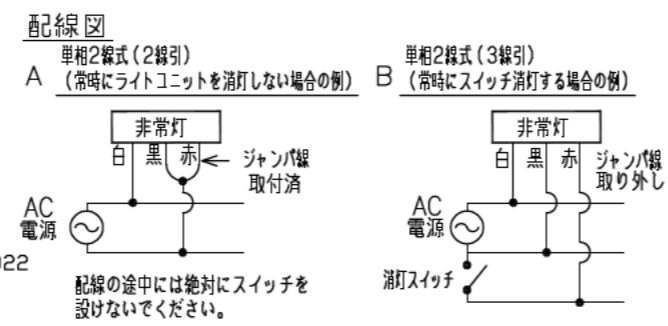 配線図
単相2線式(2線引)
A (常時にライトユニットを消灯しない場合の例)
非常灯
白 黒 赤
ジャンパ線
取付済
AC
電源
配線の途中には絶対にスイッチを
設けないでください。
単相2線式(3線引)
B (常時にスイッチ消灯する場合の例)
非常灯
白 黒 赤
ジャンパ線
取り外し
AC
電源
消灯スイッチ
022